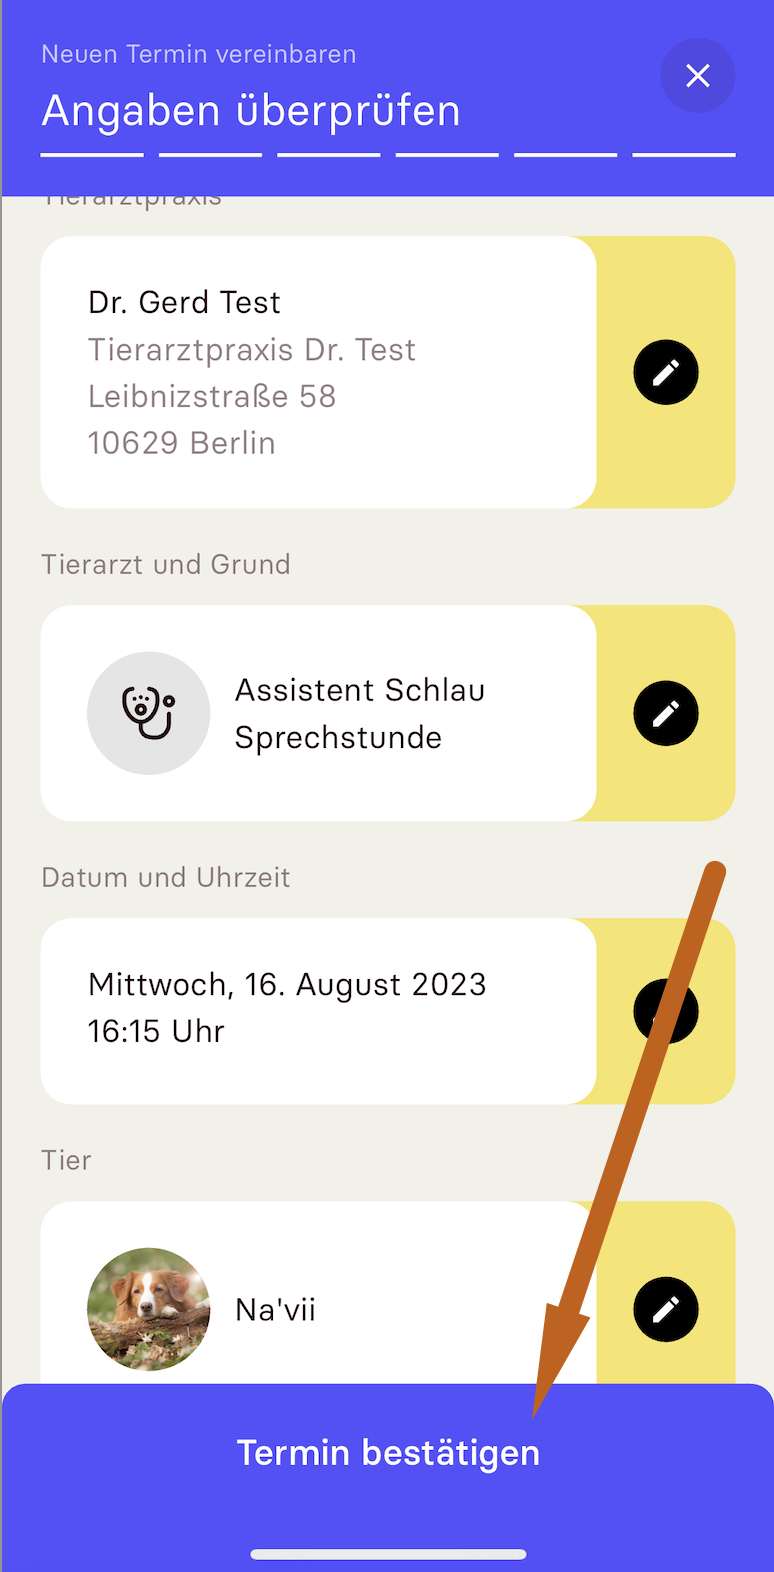 Neuen Termin vereinbaren
Angaben überprüfen
Tierarztpraxis
Dr. Gerd Test
Tierarztpraxis Dr. Test
Leibnizstraße 58
10629 Berlin
Tierarzt und Grund
Assistent Schlau
Sprechstunde
Datum und Uhrzeit
Mittwoch, 16. August 2023
16:15 Uhr
Tier
Na'vii
Termin bestätigen